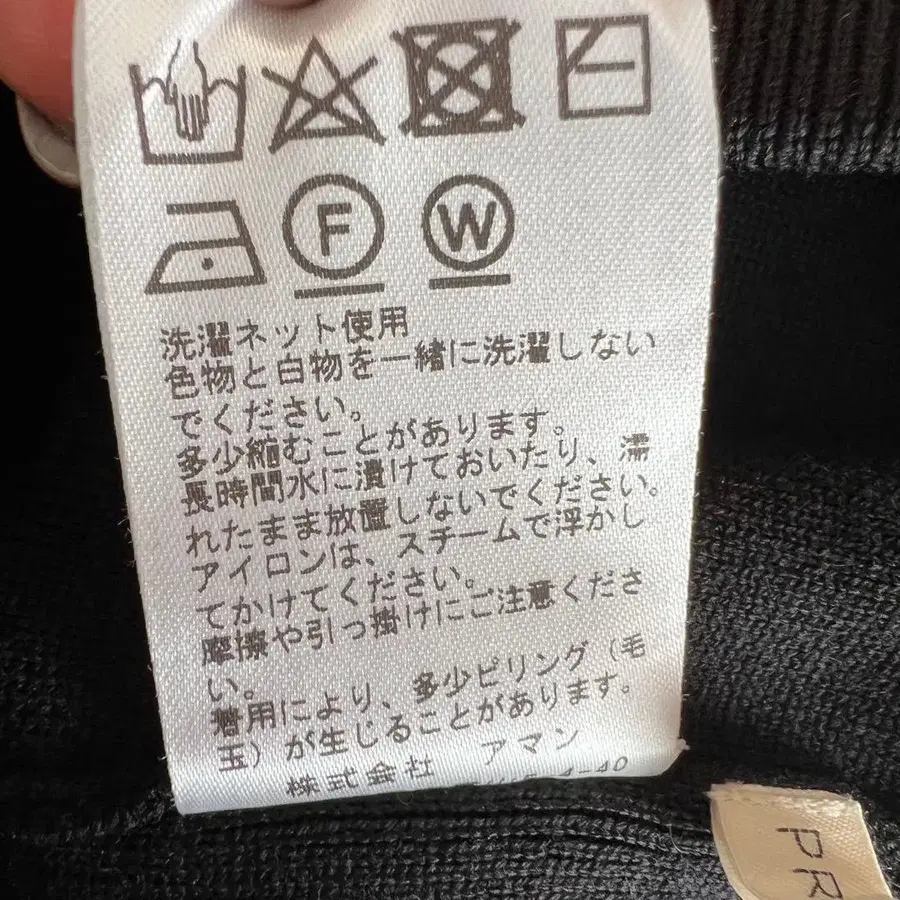 F
W
洗濯ネット使用
色物と白物を一緒に洗濯しない
でください。
多少縮むことがあります。
長時間水に漬けておいたり、濡
れたまま放置しないでください。
アイロンは、スチームで浮かし
てかけてください。
摩擦や引っ掛けにご注意くださ
い。
着用により、多少ピリング（毛
玉）が生じることがあります。
株式会社 アマン
4-40
PR